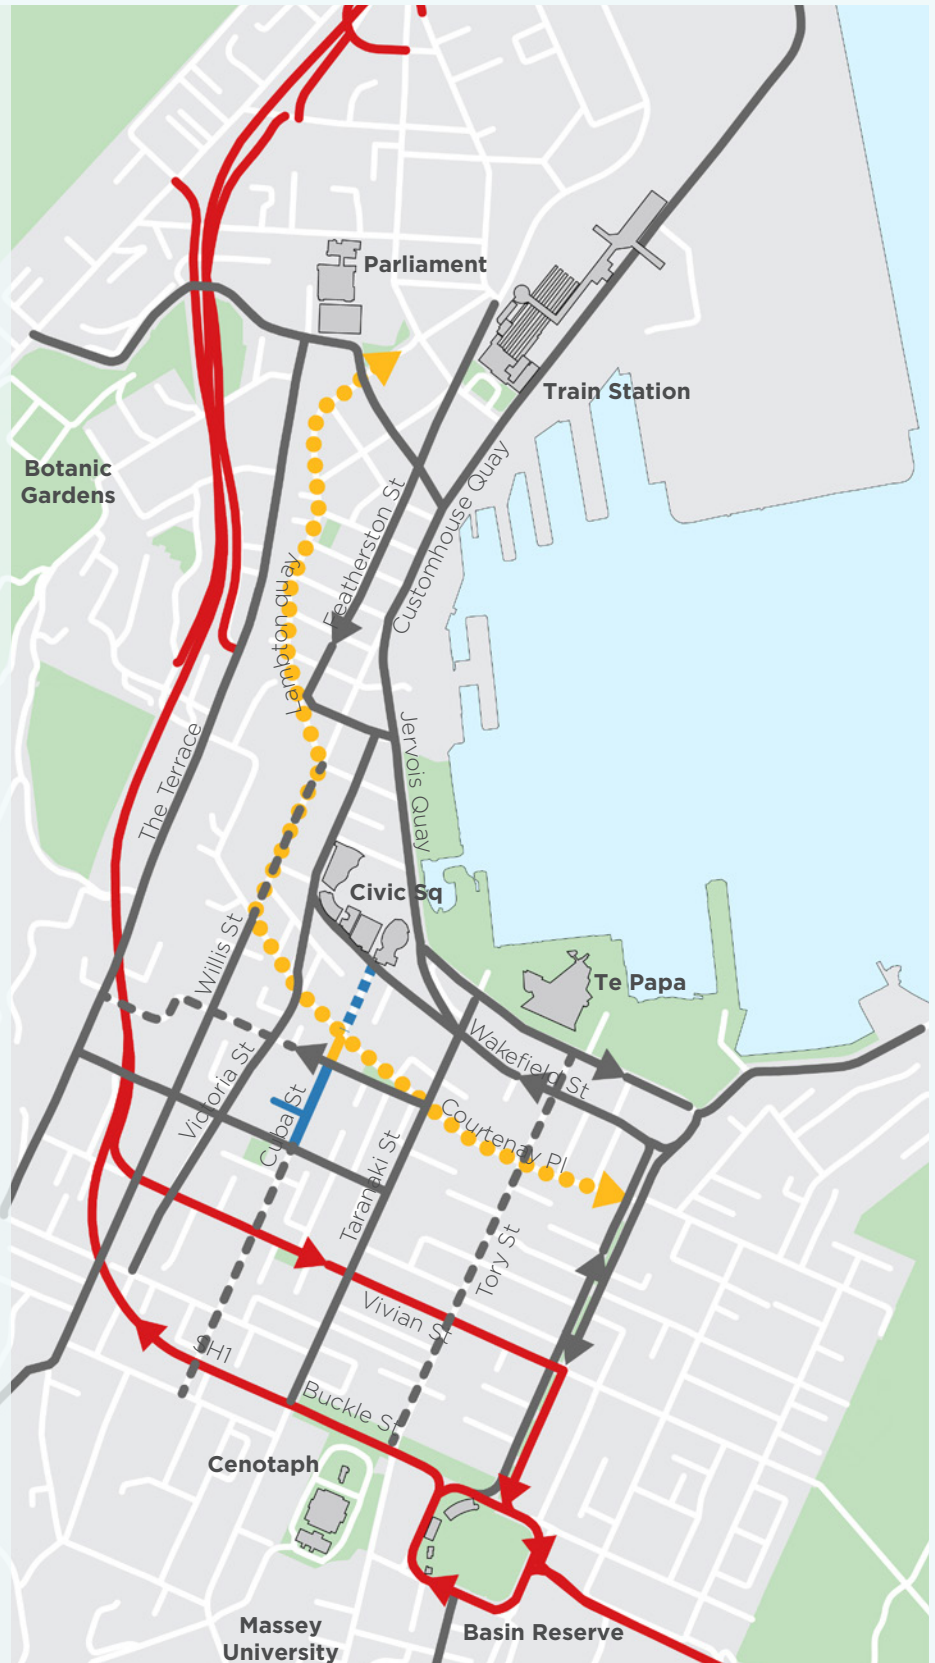 Parliament
Train Station
Botanic
Gardens
Featherston St
Customhouse Quay
Lambton quay
The Terrace
Jervois Quay
Civic Sq
Willis St
Te Papa
Wakefield St
Victoria St
Cuba St
Courtenay Pl
Taranaki St
Tory St
Vivian St
SH1
Buckle St
Cenotaph
Massey
University
Basin Reserve